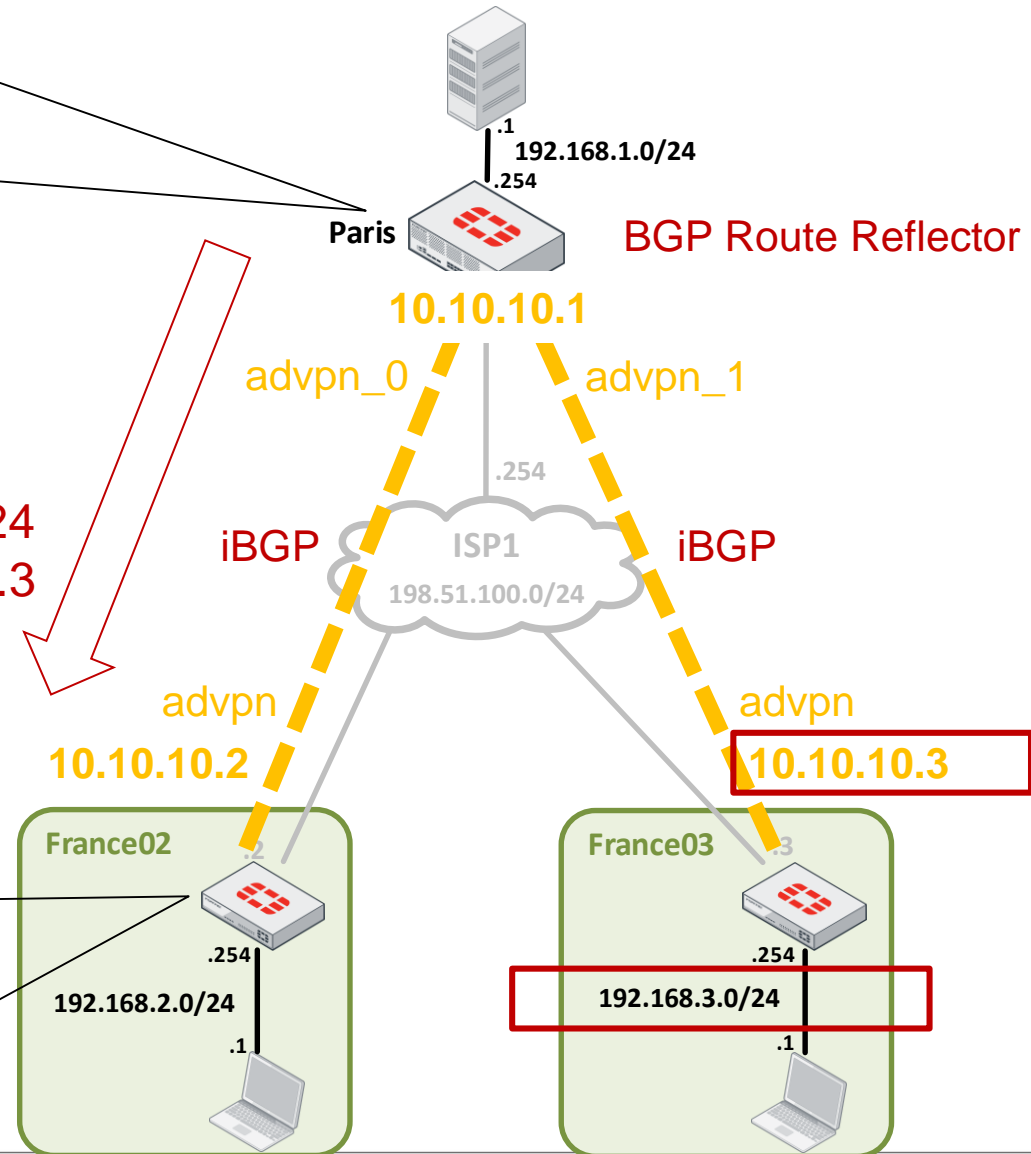 .1
192.168.1.0/24
.254
Paris
BGP Route Reflector
10.10.10.1
advpn_0
advpn_1
.254
24
.3
iBGP
ISP1
iBGP
198.51.100.0/24
advpn
advpn
10.10.10.2
10.10.10.3
France02
.2
France03
.3
.254
.254
192.168.2.0/24
192.168.3.0/24
.1
.1